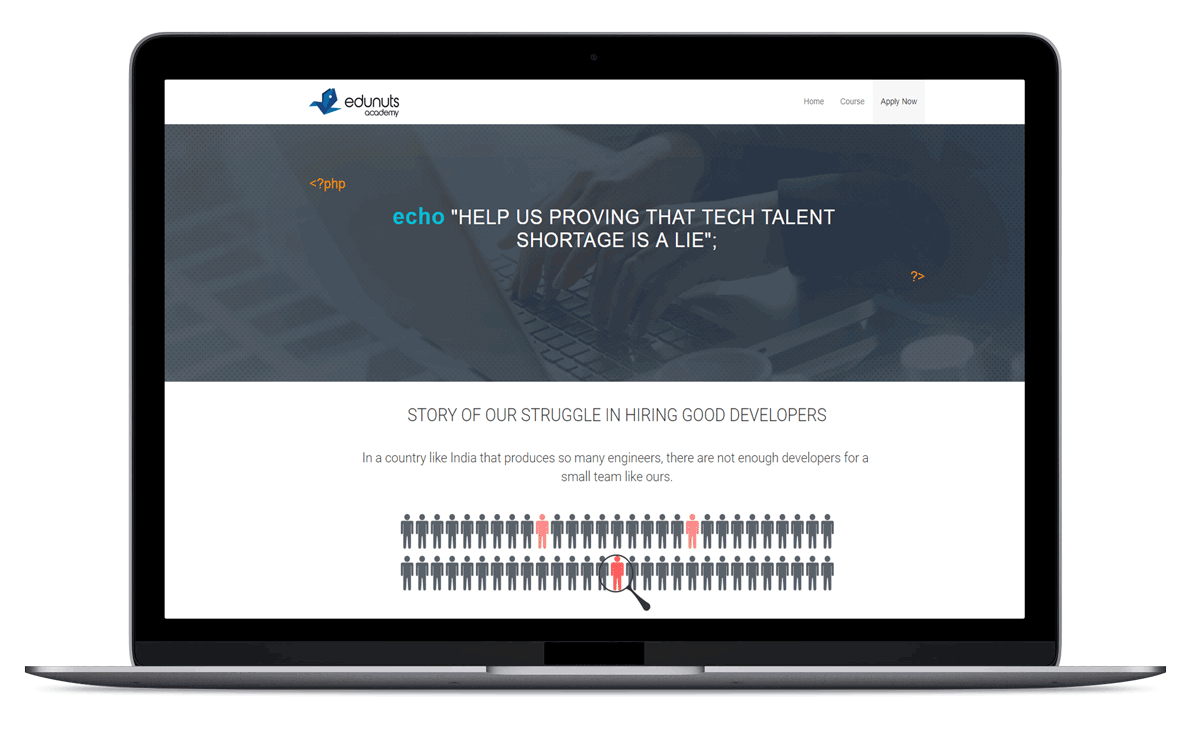 edunuts
academy
Home Course Apply Now
<?php
echo "HELP US PROVING THAT TECH TALENT
SHORTAGE IS A LIE";
?>
STORY OF OUR STRUGGLE IN HIRING GOOD DEVELOPERS
In a country like India that produces so many engineers, there are not enough developers for a
small team like ours.